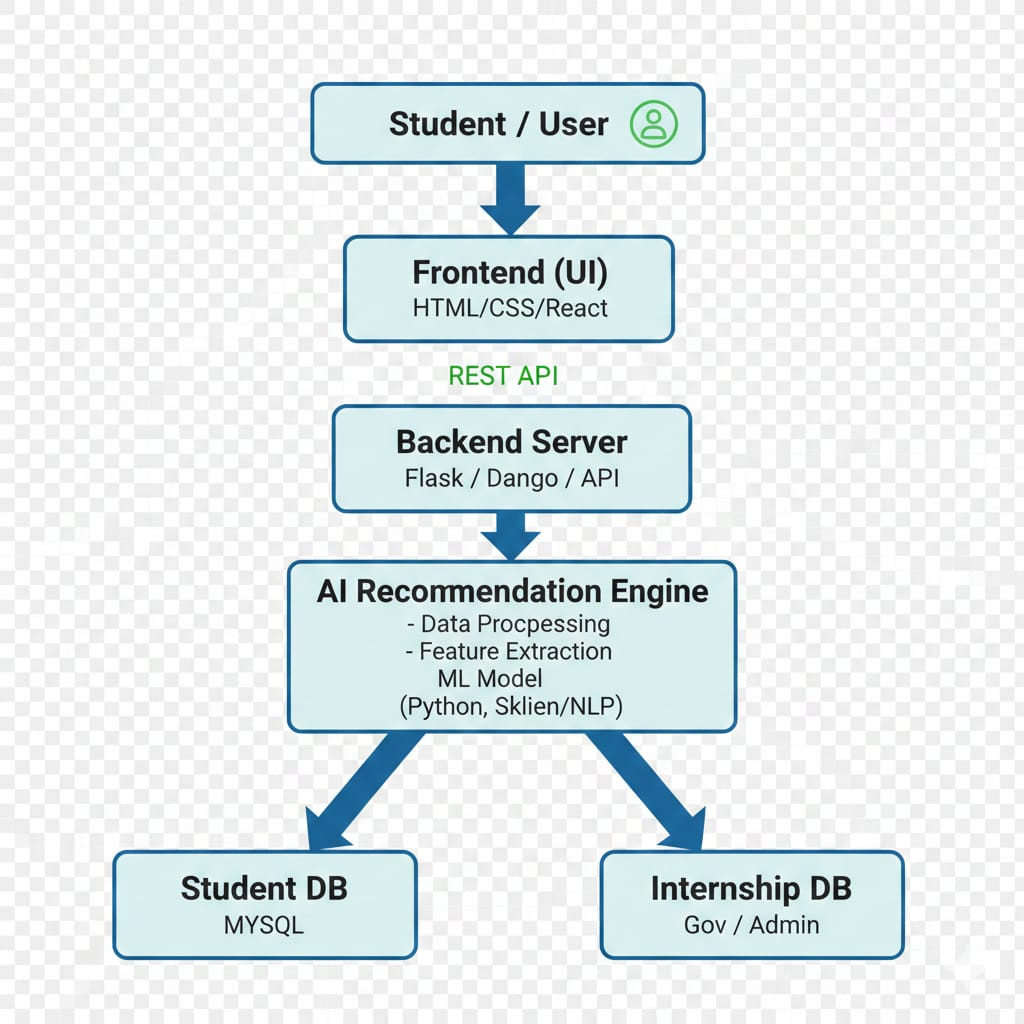 Student / User
Frontend (UI)
HTML/CSS/React
REST API
Backend Server
Flask / Dango / API
AI Recommendation Engine
- Data Procpessing
- Feature Extraction
ML Model
(Python, Sklien/NLP)
Student DB
MYSQL
Internship DB
Gov / Admin